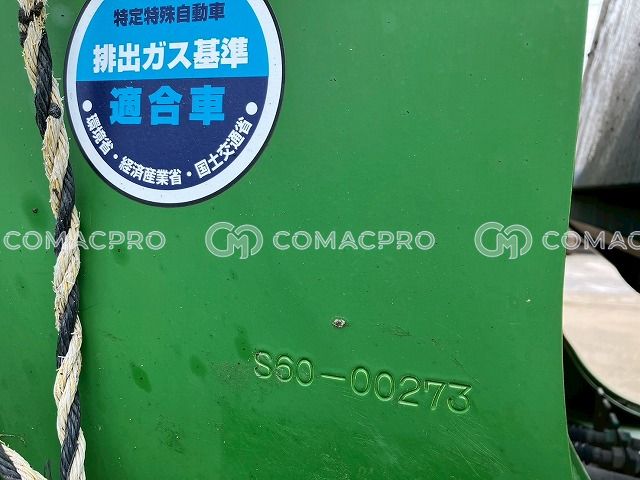 特定特殊自動車
排出ガス基準
適合車
・環境省・経済産業省・国土交通省・
COMACPRO
COMACPRO
COMACPRO
S60-00273